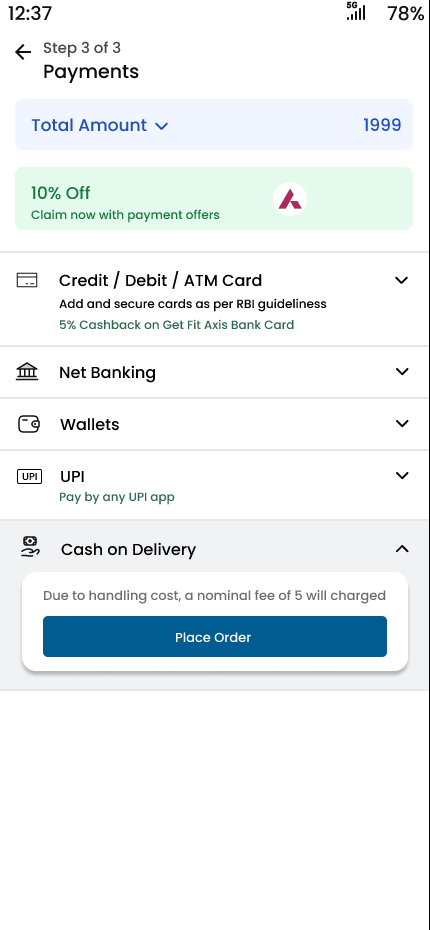 12:37 5G 78%
Step 3 of 3
Payments
Total Amount 1999
10% Off
Claim now with payment offers
Credit / Debit / ATM Card
Add and secure cards as per RBI guideliness
5% Cashback on Get Fit Axis Bank Card
Net Banking
Wallets
UPI UPI
Pay by any UPI app
Cash on Delivery
Due to handling cost, a nominal fee of 5 will charged
Place Order